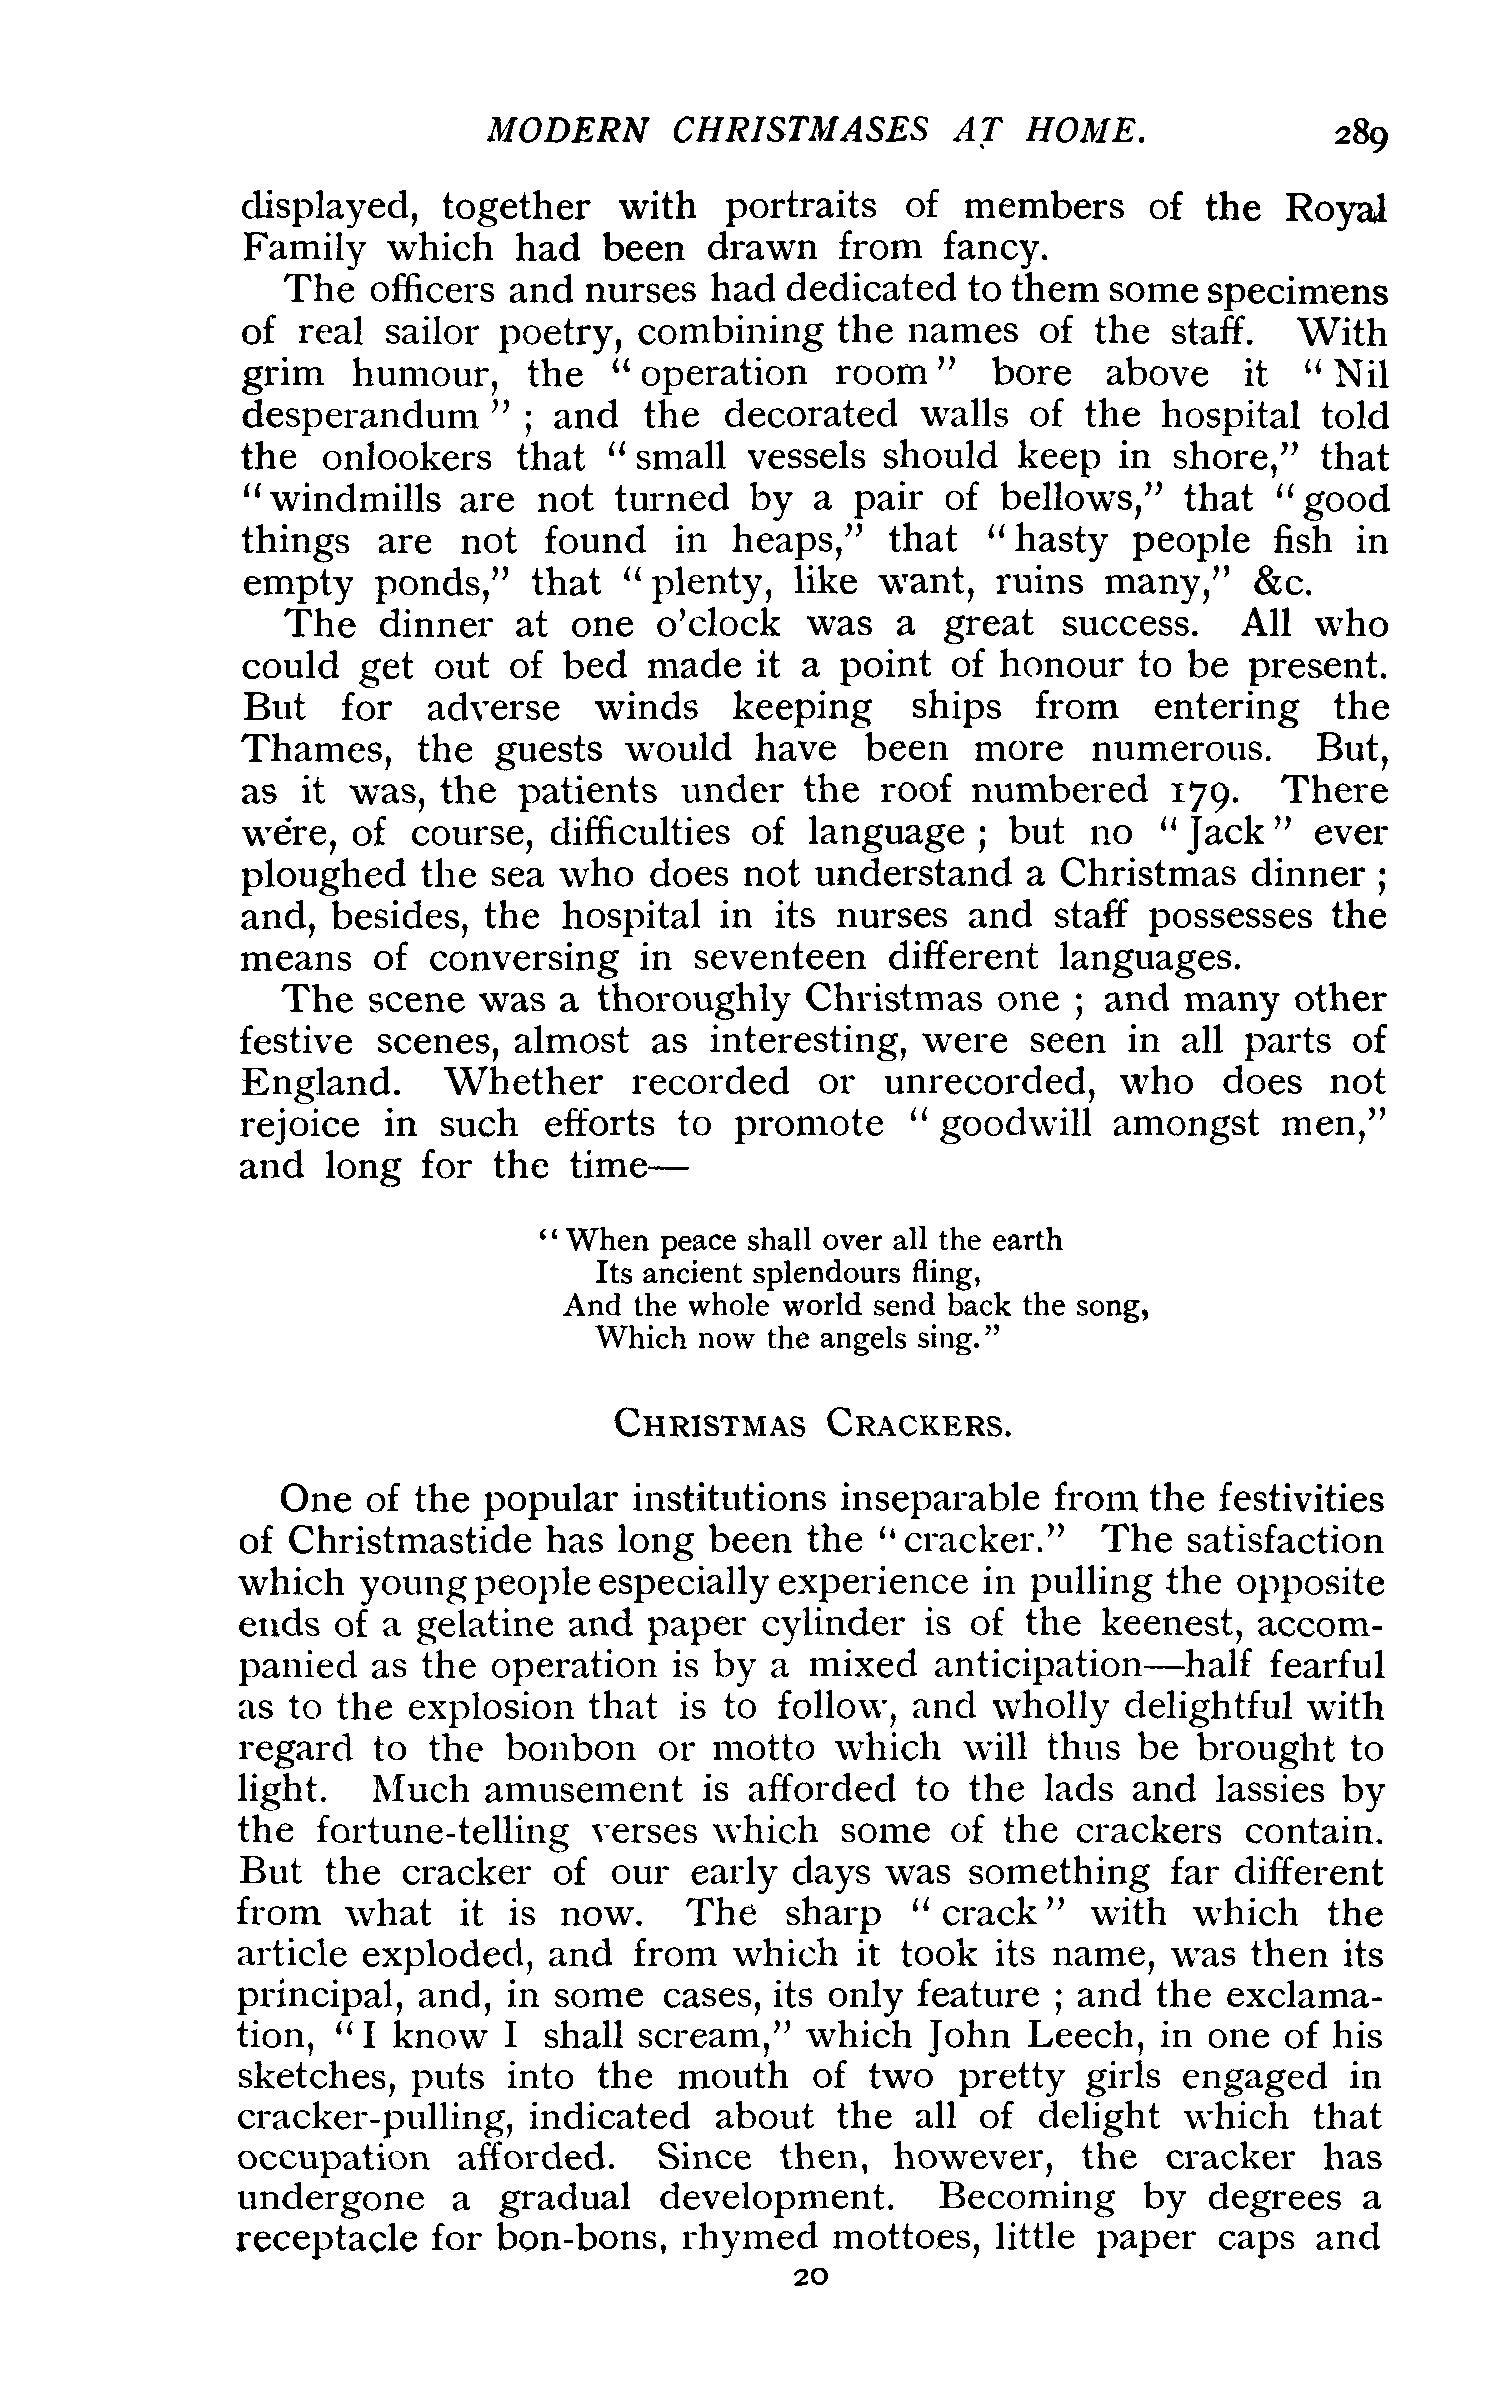 MODERN CHRISTMASES AT HOME. 289
displayed, together with portraits of members of the Royal
Family which had been drawn from fancy.
The officers and nurses had dedicated to them some specimens
of real sailor poetry, combining the names of the staff. With
grim humour, the "operation room" bore above it "Nil
desperandum"; and the decorated walls of the hospital told
the onlookers that "small vessels should keep in shore," that
"windmills are not turned by a pair of bellows," that "good
things are not found in heaps," that "hasty people fish in
empty ponds," that "plenty, like want, ruins many," &c.
The dinner at one o'clock was a great success. All who
could get out of bed made it a point of honour to be present.
But for adverse winds keeping ships from entering the
Thames, the guests would have been more numerous. But,
as it was, the patients under the roof numbered 179. There
were, of course, difficulties of language; but no "Jack" ever
ploughed the sea who does not understand a Christmas dinner;
and, besides, the hospital in its nurses and staff possesses the
means of conversing in seventeen different languages.
The scene was a thoroughly Christmas one; and many other
festive scenes, almost as interesting, were seen in all parts of
England. Whether recorded or unrecorded, who does not
rejoice in such efforts to promote "goodwill amongst men,"
and long for the time—
"When peace shall over all the earth
Its ancient splendours fling,
And the whole world send back the song,
Which now the angels sing."
CHRISTMAS CRACKERS.
One of the popular institutions inseparable from the festivities
of Christmastide has long been the "cracker." The satisfaction
which young people especially experience in pulling the opposite
ends of a gelatine and paper cylinder is of the keenest, accom-
panied as the operation is by a mixed anticipation—half fearful
as to the explosion that is to follow, and wholly delightful with
regard to the bonbon or motto which will thus be brought to
light. Much amusement is afforded to the lads and lassies by
the fortune-telling verses which some of the crackers contain.
But the cracker of our early days was something far different
from what it is now. The sharp "crack" with which the
article exploded, and from which it took its name, was then its
principal, and, in some cases, its only feature; and the exclama-
tion, "I know I shall scream," which John Leech, in one of his
sketches, puts into the mouth of two pretty girls engaged in
cracker-pulling, indicated about the all of delight which that
occupation afforded. Since then, however, the cracker has
undergone a gradual development. Becoming by degrees a
receptacle for bon-bons, rhymed mottoes, little paper caps and
20